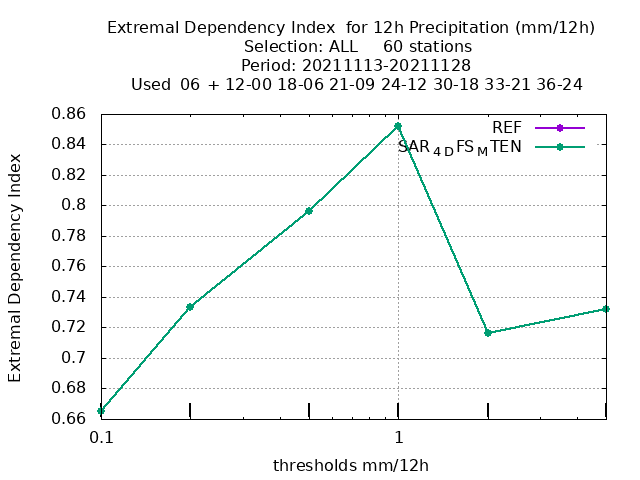 Extremal Dependency Index  for 12h Precipitation (mm/12h)
Selection: ALL     60 stations
Period: 20211113-20211128
Used  06 + 12-00 18-06 21-09 24-12 30-18 33-21 36-24
0.86
0.84
0.82
0.8
0.78
0.76
0.74
0.72
0.7
0.68
0.66
REF
SAR4DFSMTEN
Extremal Dependency Index
0.1
1
thresholds mm/12h